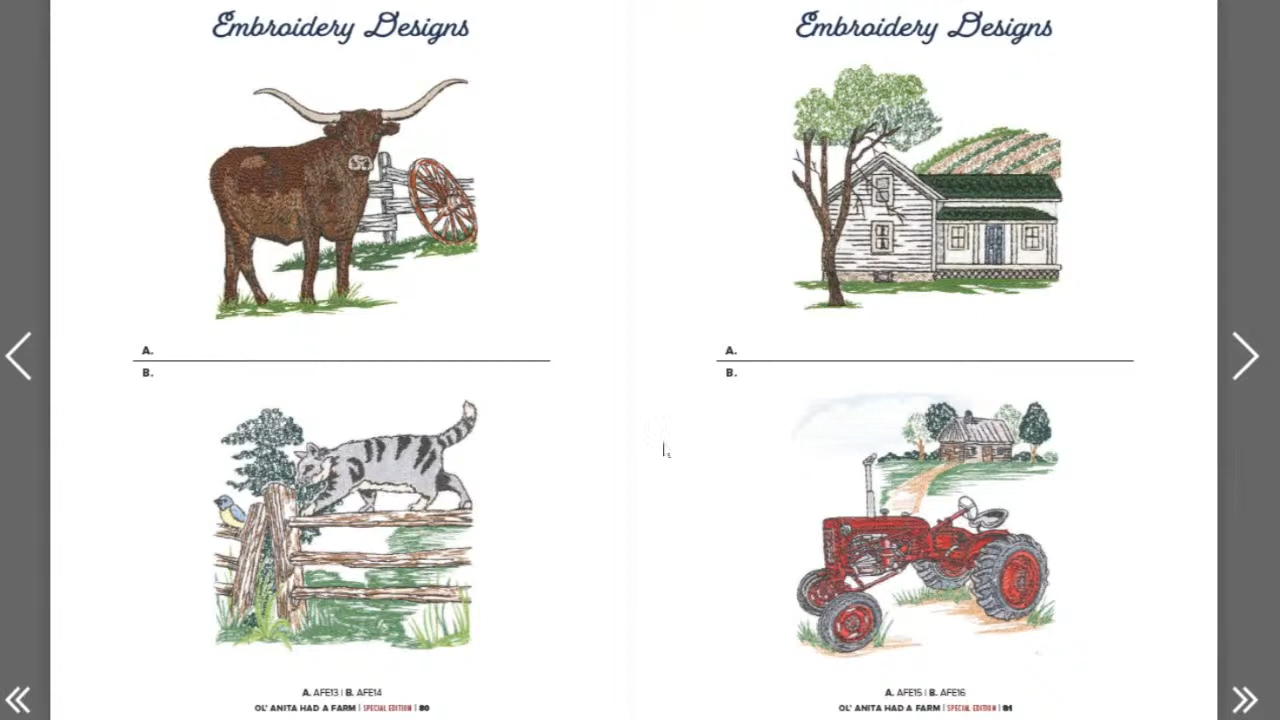 Embroidery Designs
A.
B.
A. AFE13 | B. AFE14
OL' ANITA HAD A FARM | SPECIAL EDITION | 80
Embroidery Designs
A.
B.
A. AFE15 | B. AFE16
OL' ANITA HAD A FARM | SPECIAL EDITION | 81